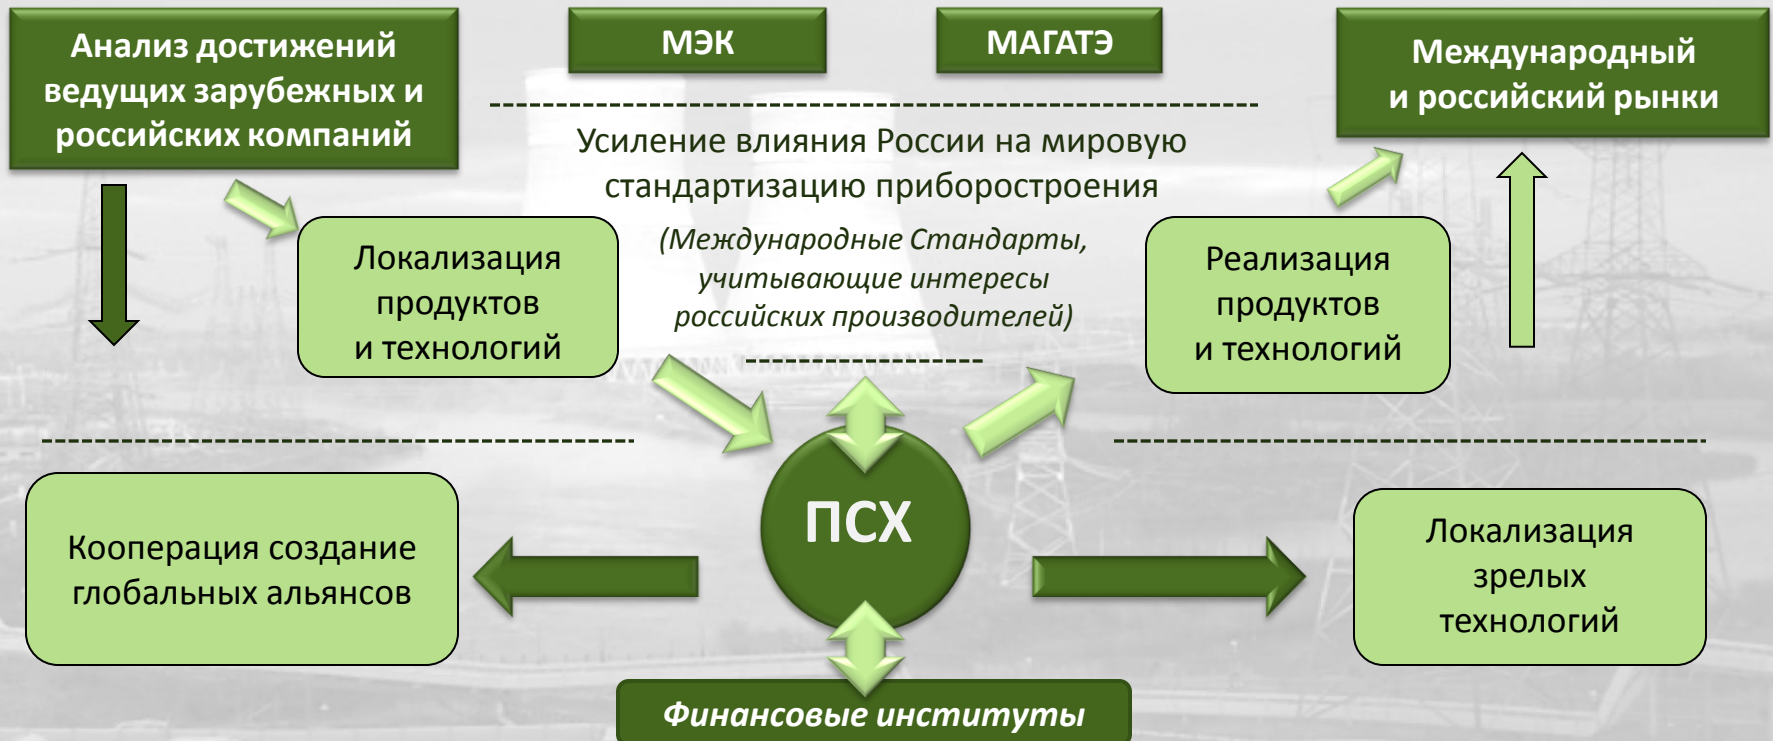 Анализ достижений
ведущих зарубежных и
российских компаний
МЭК
МАГАТЭ
Международный
и российский рынки
Усиление влияния России на мировую
стандартизацию приборостроения
(Международные Стандарты,
учитывающие интересы
российских производителей)
Локализация
продуктов
и технологий
Реализация
продуктов
и технологий
ПСХ
Кооперация создание
глобальных альянсов
Локализация
зрелых
технологий
Финансовые институты